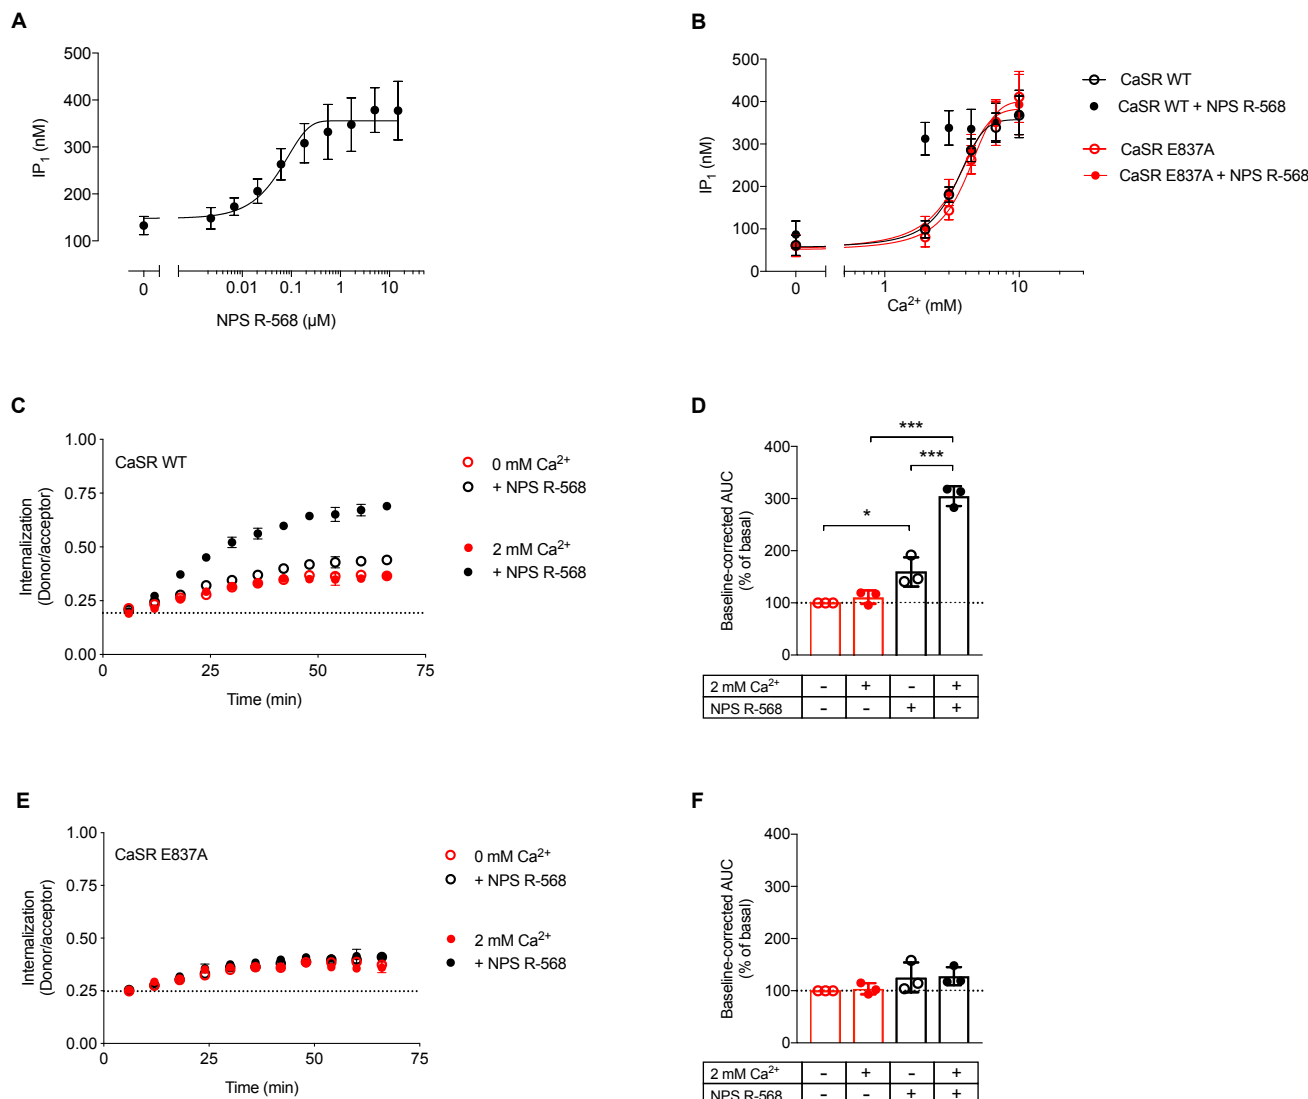 A
500
400
300
200
100
IP1 (nM)
0
0.01
0.1
1
10
NPS R-568 (µM)
B
500
400
300
200
100
0
IP1 (nM)
0
1
10
Ca2+ (mM)
CaSR WT
CaSR WT + NPS R-568
CaSR E837A
CaSR E837A + NPS R-568
C
1.00
0.75
0.50
0.25
0.00
Internalization
(Donor/acceptor)
CaSR WT
0
25
50
75
Time (min)
0 mM Ca2+
+ NPS R-568
2 mM Ca2+
+ NPS R-568
D
400
300
200
100
0
Baseline-corrected AUC
(% of basal)
*
***
***
2 mM Ca2+ - + - +
NPS R-568 - - + +
E
1.00
0.75
0.50
0.25
0.00
Internalization
(Donor/acceptor)
CaSR E837A
0
25
50
75
Time (min)
0 mM Ca2+
+ NPS R-568
2 mM Ca2+
+ NPS R-568
F
400
300
200
100
0
Baseline-corrected AUC
(% of basal)
2 mM Ca2+ - + - +
NPS R-568 - - + +